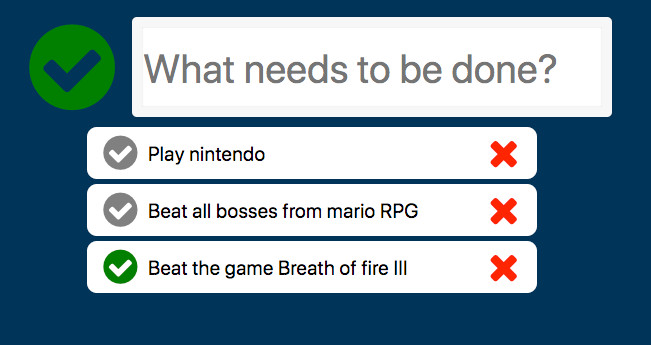 What needs to be done?
Play nintendo
Beat all bosses from mario RPG
Beat the game Breath of fire III